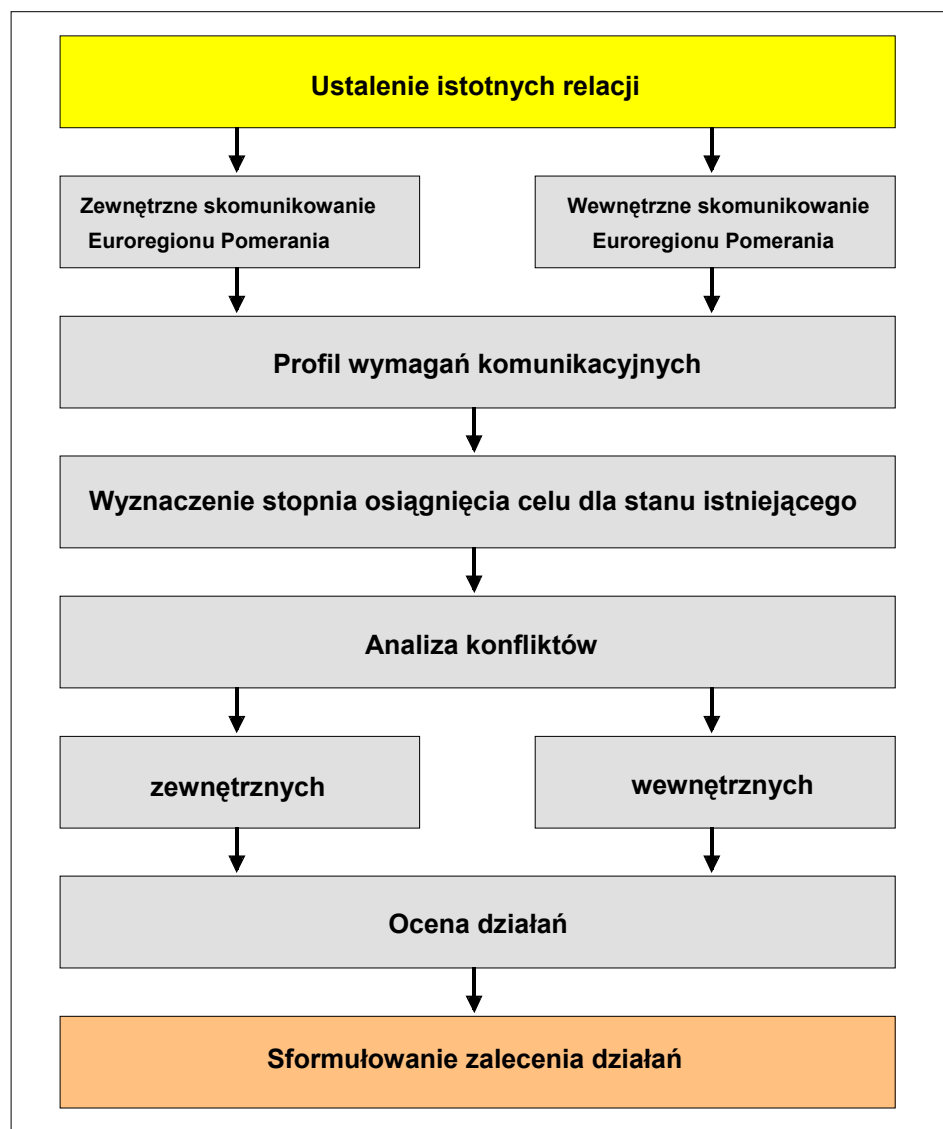 Ustalenie istotnych relacji
Zewnętrzne skomunikowanie
Euroregionu Pomerania
Wewnętrzne skomunikowanie
Euroregionu Pomerania
Profil wymagań komunikacyjnych
Wyznaczenie stopnia osiągnięcia celu dla stanu istniejącego
Analiza konfliktów
zewnętrznych
wewnętrznych
Ocena działań
Sformułowanie zalecenia działań